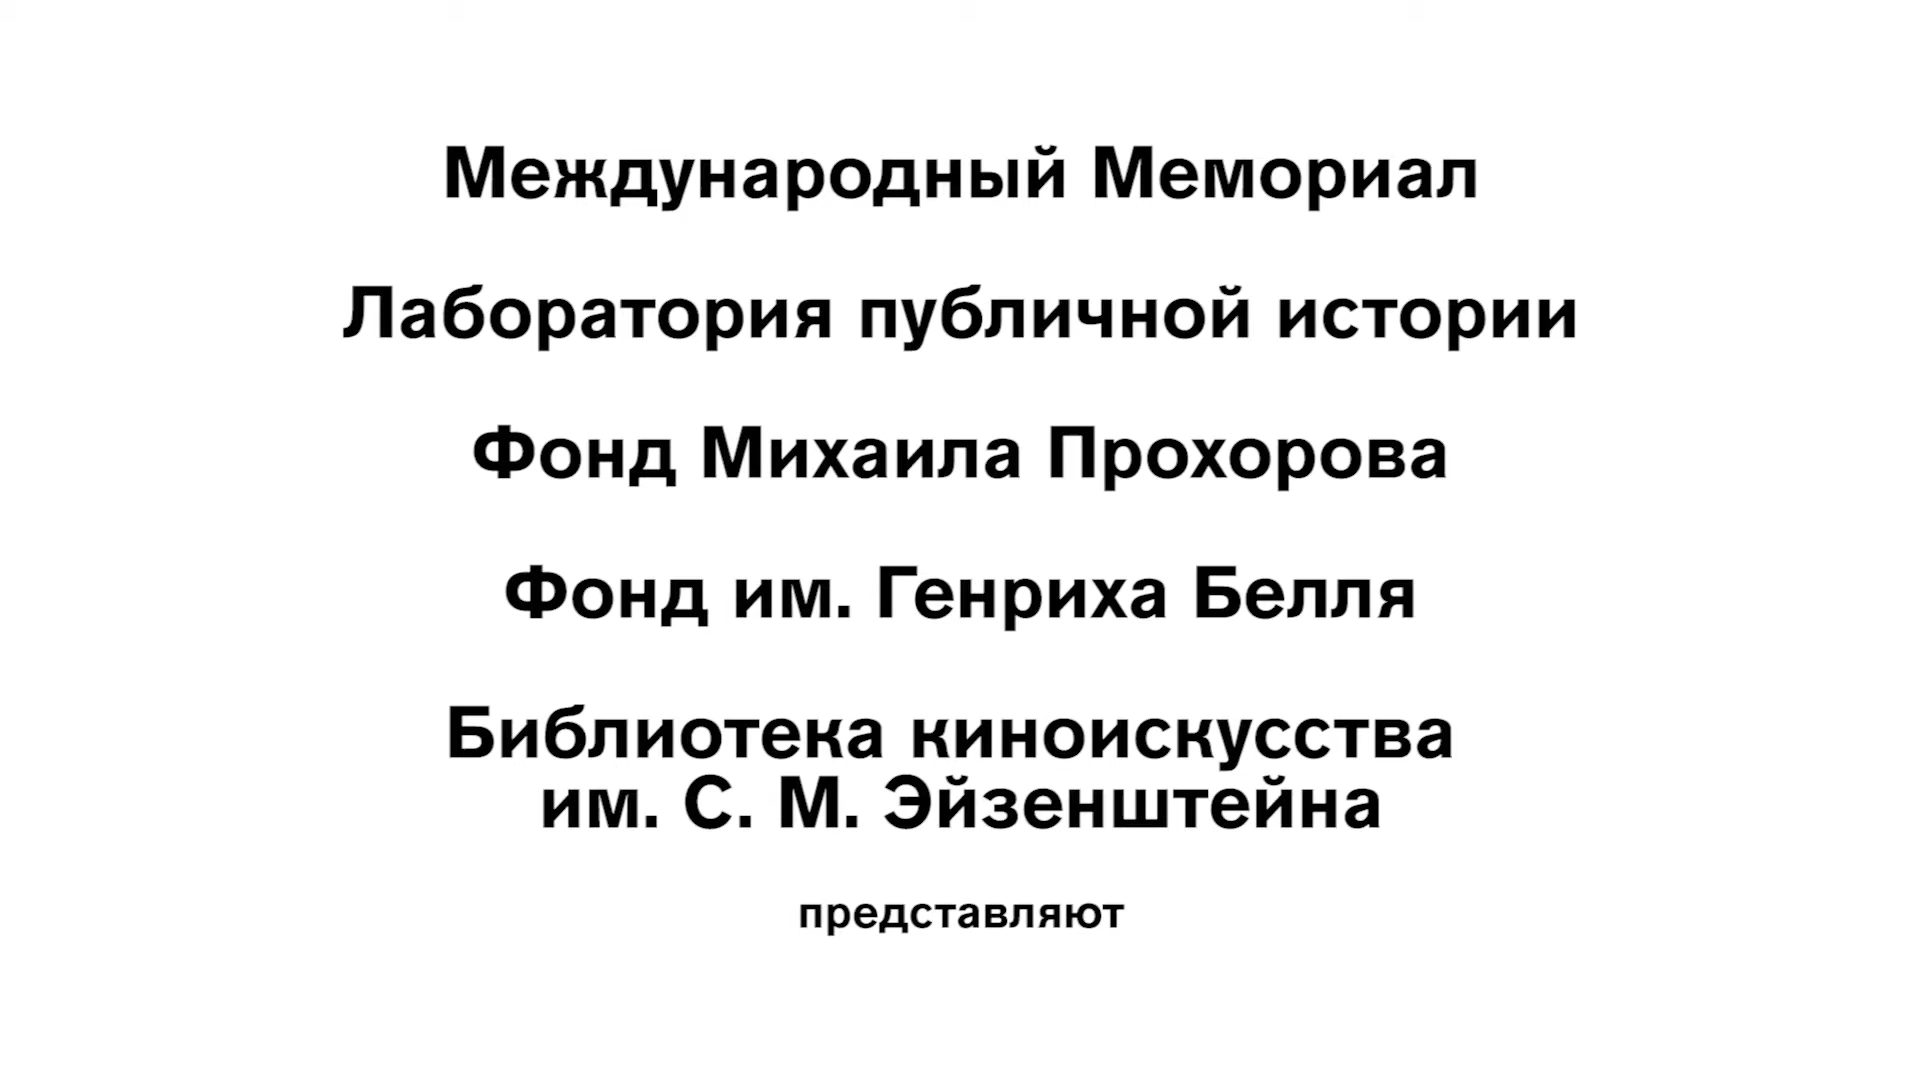 Международный Мемориал
Лаборатория публичной истории
Фонд Михаила Прохорова
Фонд им. Генриха Белля
Библиотека киноискусства
им. С. М. Эйзенштейна
представляют